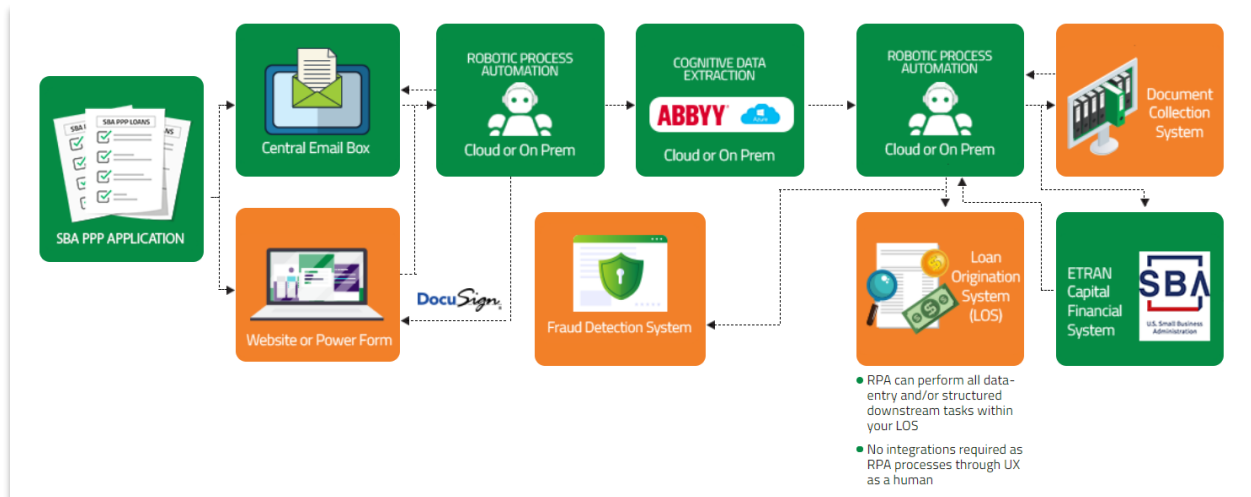 SBA PPP LOANS
SBA PPP APPLICATION
Central Email Box
Website or Power Form
ROBOTIC PROCESS
AUTOMATION
Cloud or On Prem
DocuSign
COGNITIVE DATA
EXTRACTION
ABBYY
Azure
Cloud or On Prem
Fraud Detection System
ROBOTIC PROCESS
AUTOMATION
Cloud or On Prem
Document
Collection
System
Loan
Origination
System
(LOS)
ETRAN
Capital
Financial
System
SBA
U.S. Small Business
Administration
RPA can perform all data-
entry and/or structured
downstream tasks within
your LOS
No integrations required as
RPA processes through UX
as a human